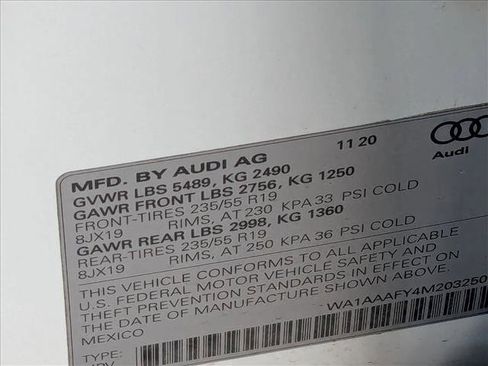 MFD. BY AUDI AG 11 20
Audi
GVWR LBS 5489, KG 2490
GAWR FRONT LBS 2756, KG 1250
FRONT-TIRES 235/55 R19
8JX19 RIMS, AT 230 KPA 33 PSI COLD
GAWR REAR LBS 2998, KG 1360
REAR-TIRES 235/55 R19
8JX19 RIMS, AT 250 KPA 36 PSI COLD
THIS VEHICLE CONFORMS TO ALL APPLICABLE
U.S. FEDERAL MOTOR VEHICLE SAFETY AND
THEFT PREVENTION STANDARDS IN EFFECT ON
THE DATE OF MANUFACTURE SHOWN ABOVE.
MEXICO WA1AAAFY4M203250
TYPE: